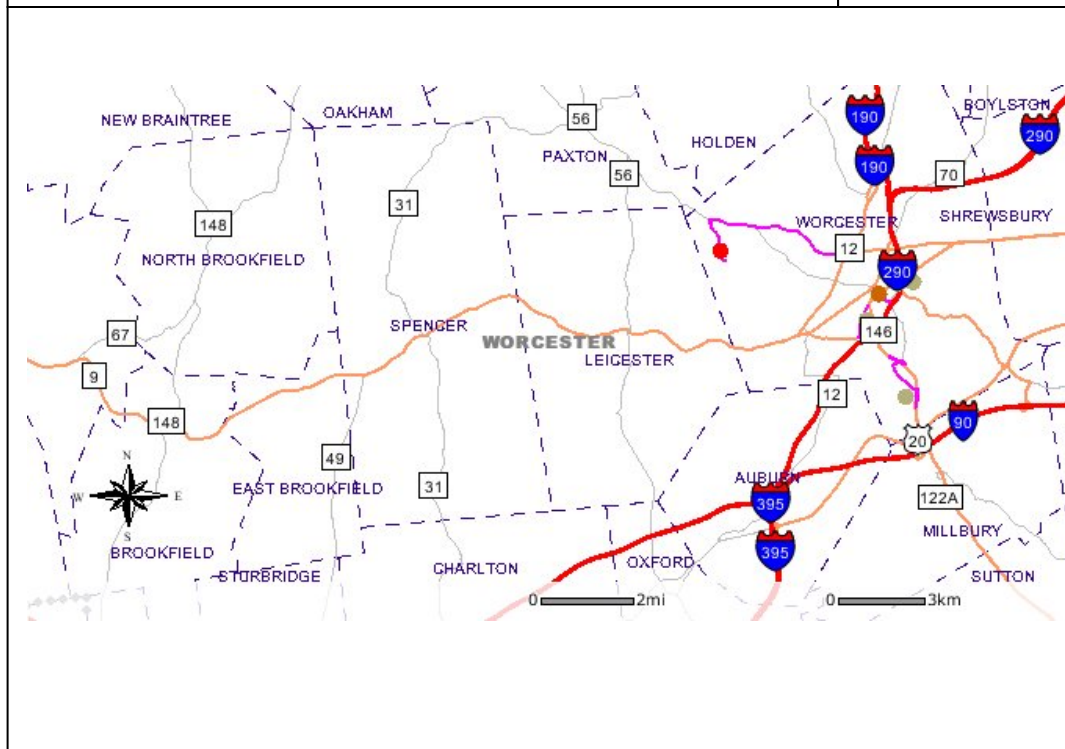 OAKHAM
BOYLSTON
NEW BRAINTREE
190
56
290
HOLDEN
PAXTON
190
56
70
31
148
WORCESTER
SHREWSBURY
12
NORTH BROOKFIELD
290
SPENCER
67
146
WORCESTER
LEICESTER
9
12
148
90
20
N
49
AUBURN
31
EAST BROOKFIELD
W
E
395
122A
S
MILLBURY
BROOKFIELD
395
OXFORD
CHARLTON
STURBRIDGE
SUTTON
0 2mi
0 3km